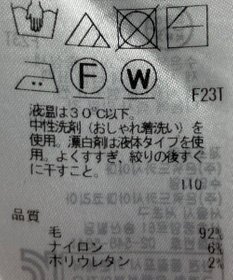 F
W
F23T
液温は30℃以下。
中性洗剤(おしゃれ着洗い)を
使用。漂白剤は液体タイプを使
用。よくすすぎ、絞りの後すぐ
に干すこと。
110
品質
毛 92%
ナイロン 6%
ポリウレタン 2%